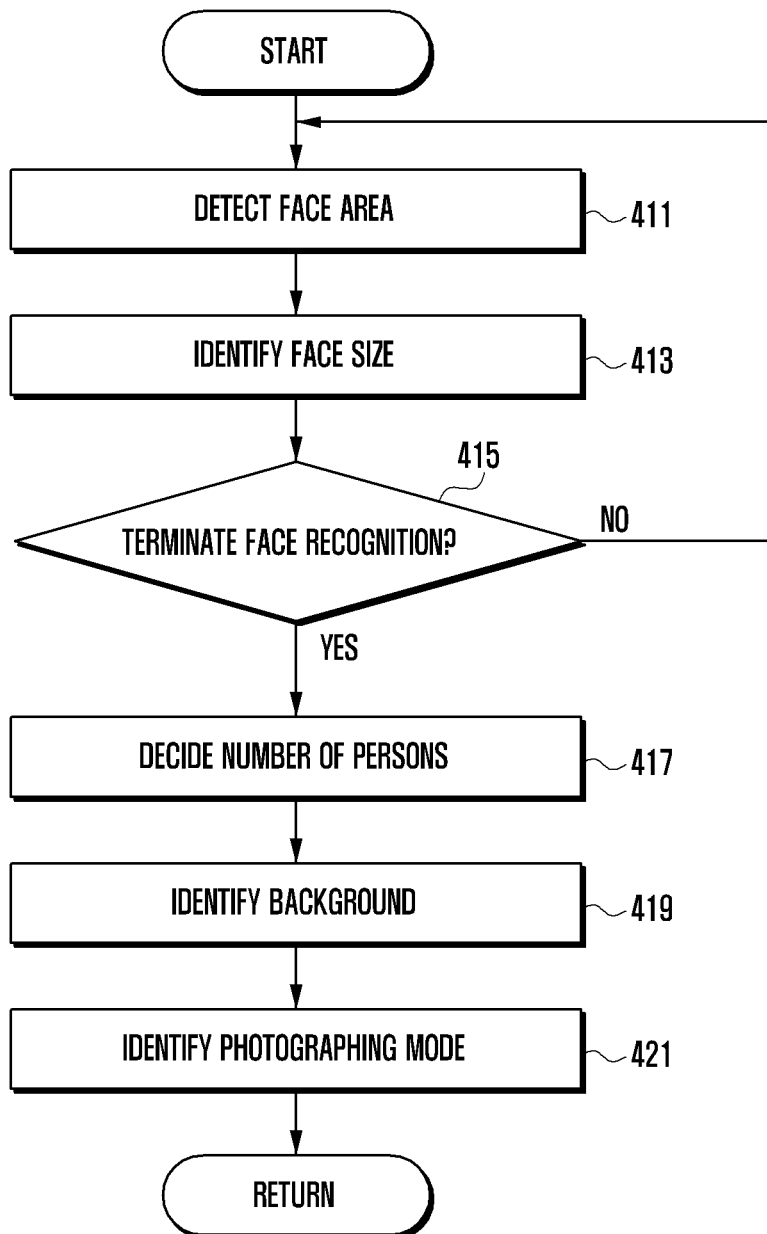 START
DETECT FACE AREA
411
IDENTIFY FACE SIZE
413
415
TERMINATE FACE RECOGNITION?
NO
YES
DECIDE NUMBER OF PERSONS
417
IDENTIFY BACKGROUND
419
IDENTIFY PHOTOGRAPHING MODE
421
RETURN